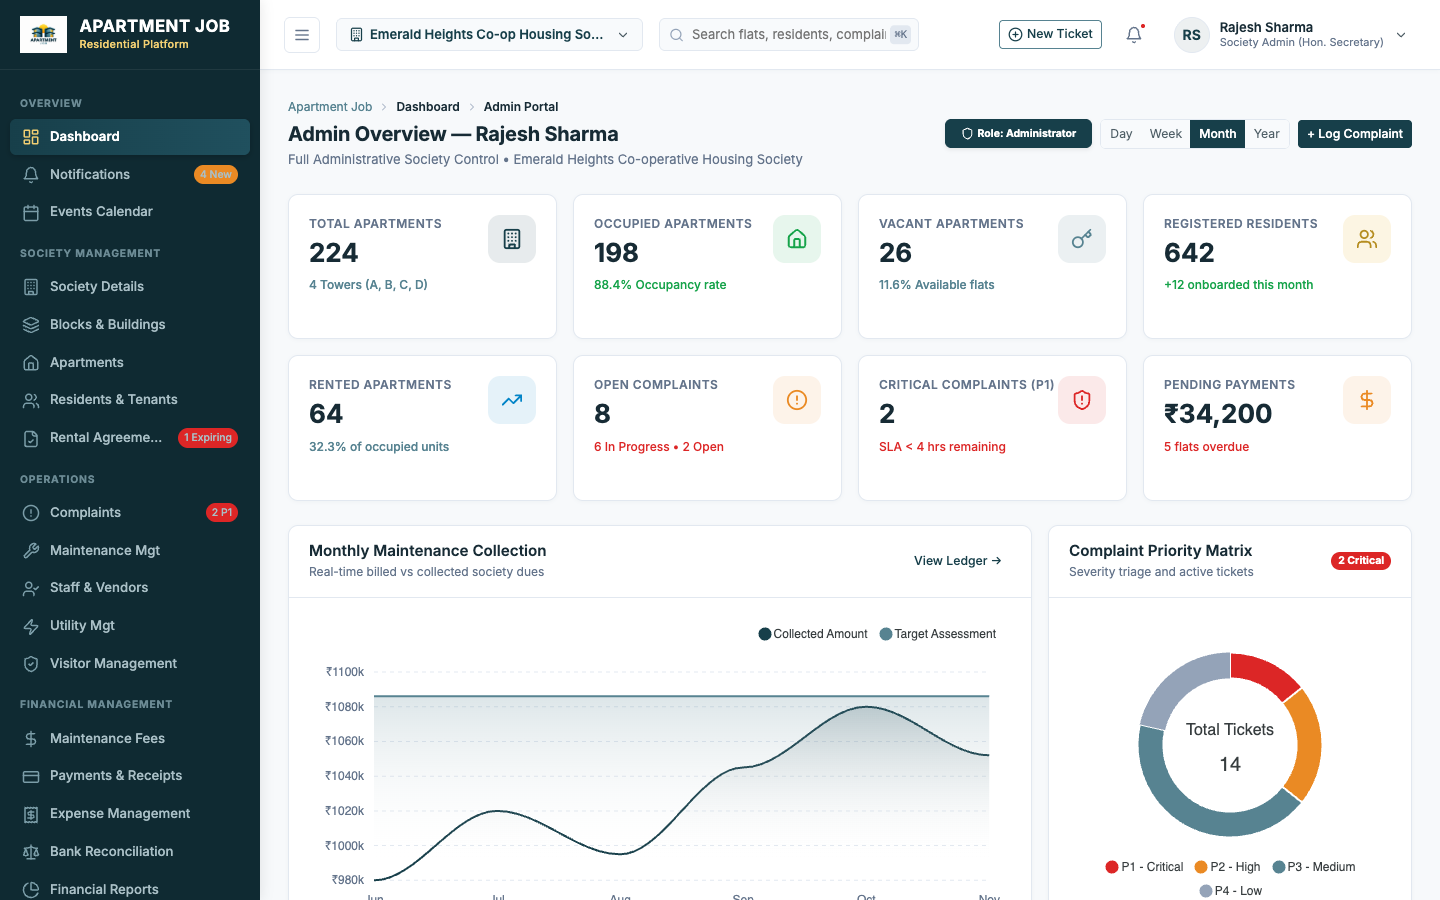 APARTMENT JOB
Residential Platform
OVERVIEW
Dashboard
Notifications
4 New
Events Calendar
SOCIETY MANAGEMENT
Society Details
Blocks & Buildings
Apartments
Residents & Tenants
Rental Agreeme...
1 Expiring
OPERATIONS
Complaints
2 P1
Maintenance Mgt
Staff & Vendors
Utility Mgt
Visitor Management
FINANCIAL MANAGEMENT
Maintenance Fees
Payments & Receipts
Expense Management
Bank Reconciliation
Financial Reports
Emerald Heights Co-op Housing So...
Search flats, residents, complai
⌘K
New Ticket
RS
Rajesh Sharma
Society Admin (Hon. Secretary)
Apartment Job > Dashboard > Admin Portal
Admin Overview — Rajesh Sharma
Full Administrative Society Control • Emerald Heights Co-operative Housing Society
Role: Administrator
Day Week Month Year
+ Log Complaint
TOTAL APARTMENTS
224
4 Towers (A, B, C, D)
OCCUPIED APARTMENTS
198
88.4% Occupancy rate
VACANT APARTMENTS
26
11.6% Available flats
REGISTERED RESIDENTS
642
+12 onboarded this month
RENTED APARTMENTS
64
32.3% of occupied units
OPEN COMPLAINTS
8
6 In Progress • 2 Open
CRITICAL COMPLAINTS (P1)
2
SLA < 4 hrs remaining
PENDING PAYMENTS
₹34,200
5 flats overdue
Monthly Maintenance Collection
Real-time billed vs collected society dues
View Ledger →
Collected Amount Target Assessment
₹1100k
₹1080k
₹1060k
₹1040k
₹1020k
₹1000k
₹980k
Jun Jul Aug Sep Oct Nov
Complaint Priority Matrix
Severity triage and active tickets
2 Critical
Total Tickets
14
P1 - Critical P2 - High P3 - Medium
P4 - Low